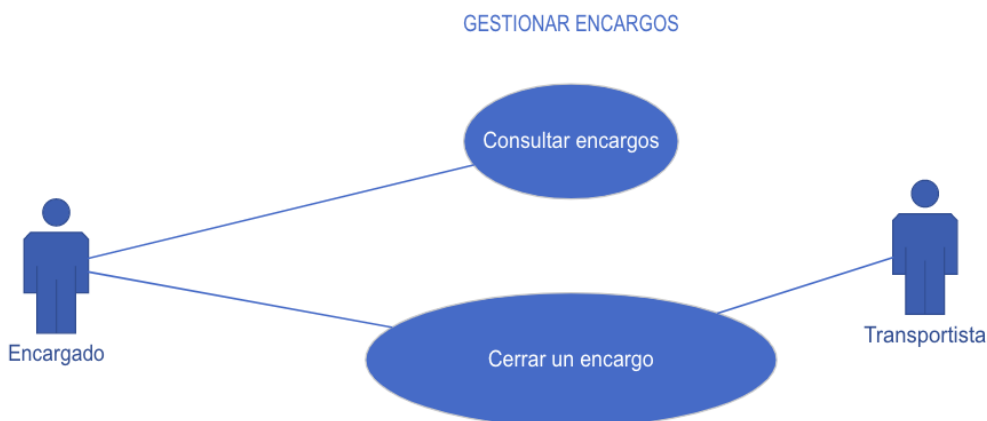 GESTIONAR ENCARGOS
Consultar encargos
Encargado
Transportista
Cerrar un encargo